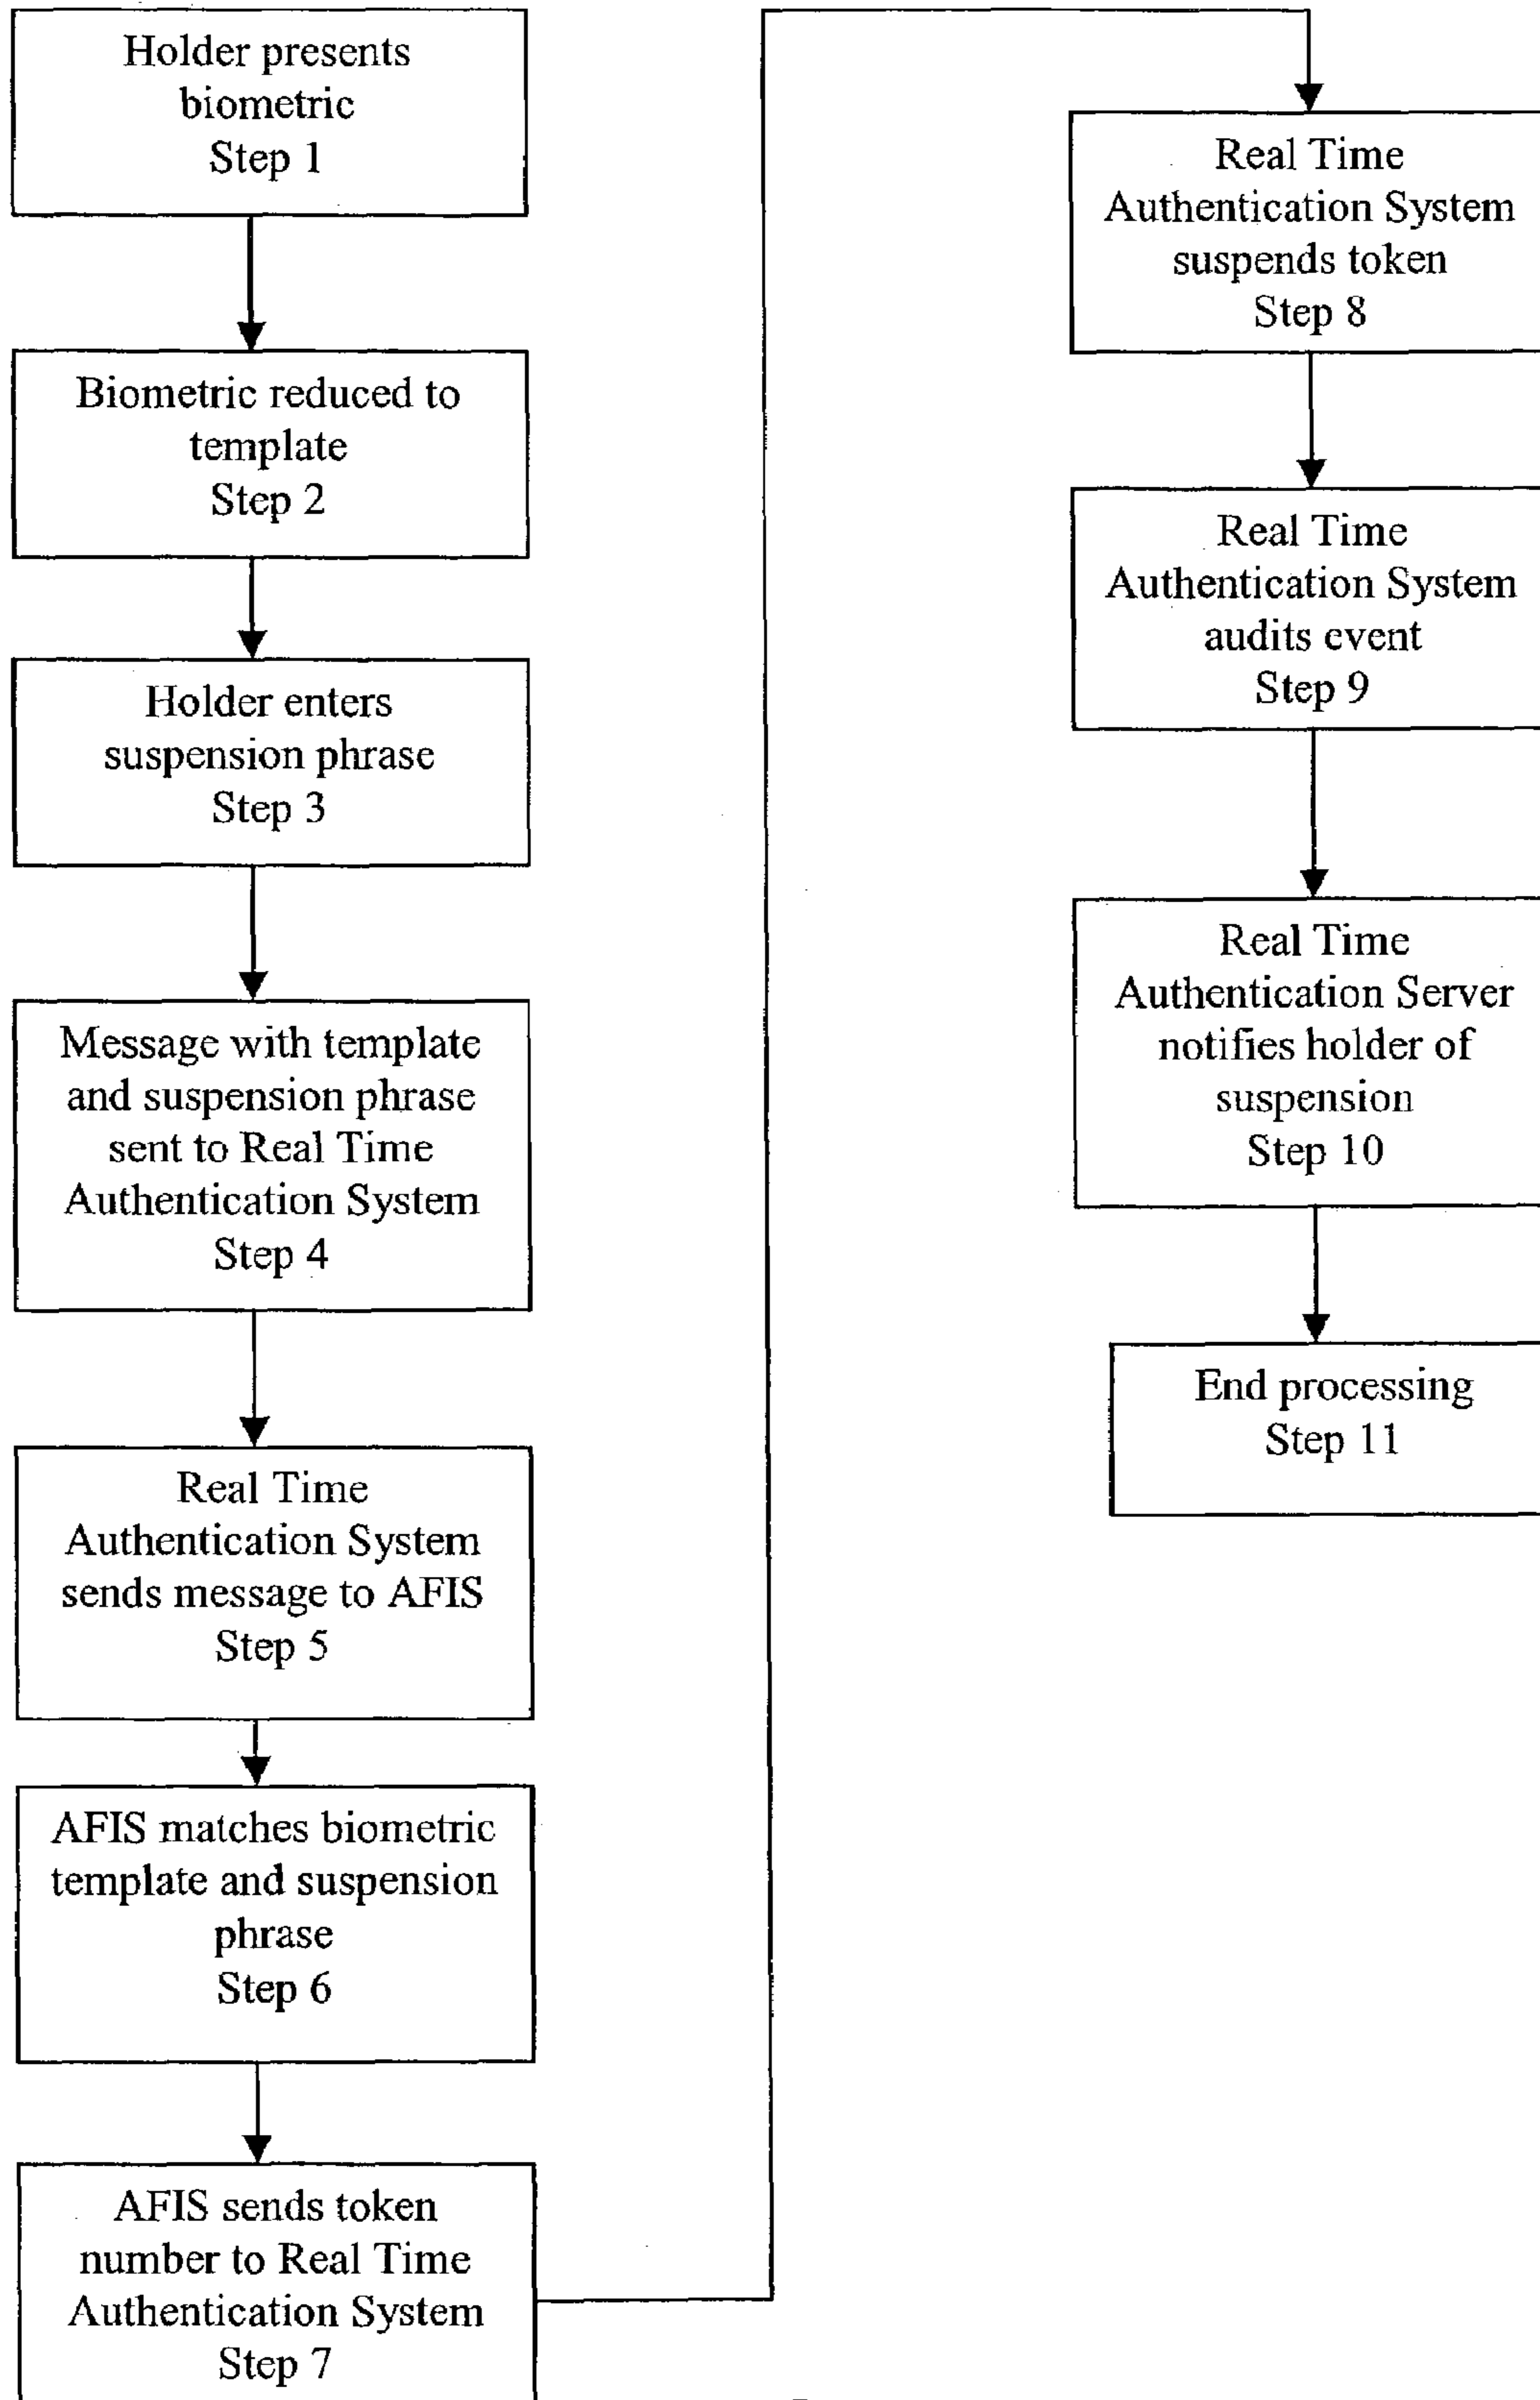 Holder presents
biometric
Step 1
Biometric reduced to
template
Step 2
Holder enters
suspension phrase
Step 3
Message with template
and suspension phrase
sent to Real Time
Authentication System
Step 4
Real Time
Authentication System
sends message to AFIS
Step 5
AFIS matches biometric
template and suspension
phrase
Step 6
AFIS sends token
number to Real Time
Authentication System
Step 7
Real Time
Authentication System
suspends token
Step 8
Real Time
Authentication System
audits event
Step 9
Real Time
Authentication Server
notifies holder of
suspension
Step 10
End processing
Step 11